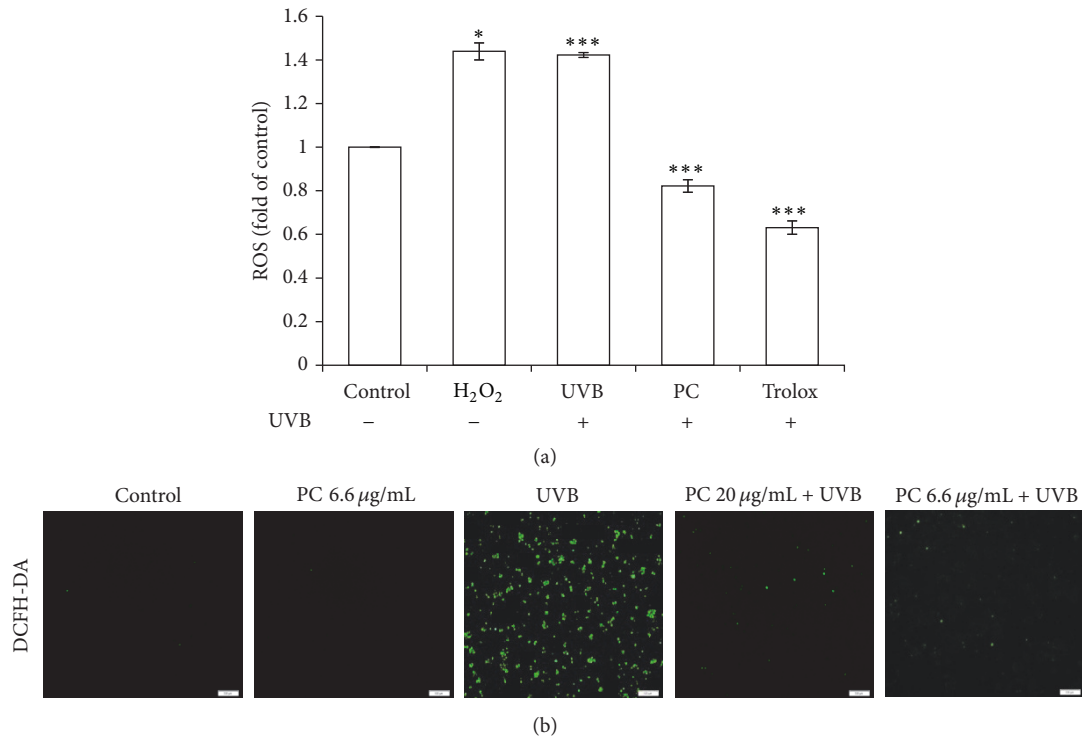 1.6
1.4
1.2
1
0.8
0.6
0.4
0.2
0
ROS (fold of control)
*
***
***
***
Control H₂O₂ UVB PC Trolox
UVB − − + + +
(a)
Control PC 6.6 µg/mL UVB PC 20 µg/mL + UVB PC 6.6 µg/mL + UVB
DCFH-DA
(b)